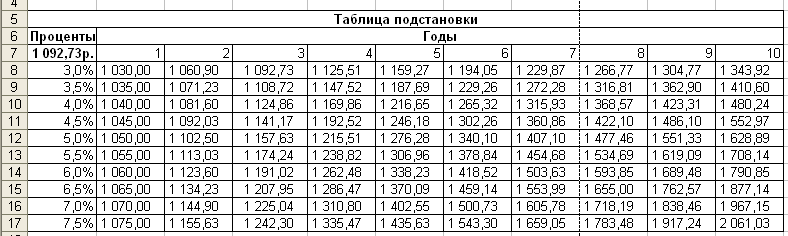 4
5 Таблица подстановки
6 Проценты Годы
7 1 092,73р. 1 2 3 4 5 6 7 8 9 10
8 3,0% 1 030,00 1 060,90 1 092,73 1 125,51 1 159,27 1 194,05 1 229,87 1 266,77 1 304,77 1 343,92
9 3,5% 1 035,00 1 071,23 1 108,72 1 147,52 1 187,69 1 229,26 1 272,28 1 316,81 1 362,90 1 410,60
10 4,0% 1 040,00 1 081,60 1 124,86 1 169,86 1 216,65 1 265,32 1 315,93 1 368,57 1 423,31 1 480,24
11 4,5% 1 045,00 1 092,03 1 141,17 1 192,52 1 246,18 1 302,26 1 360,86 1 422,10 1 486,10 1 552,97
12 5,0% 1 050,00 1 102,50 1 157,63 1 215,51 1 276,28 1 340,10 1 407,10 1 477,46 1 551,33 1 628,89
13 5,5% 1 055,00 1 113,03 1 174,24 1 238,82 1 306,96 1 378,84 1 454,68 1 534,69 1 619,09 1 708,14
14 6,0% 1 060,00 1 123,60 1 191,02 1 262,48 1 338,23 1 418,52 1 503,63 1 593,85 1 689,48 1 790,85
15 6,5% 1 065,00 1 134,23 1 207,95 1 286,47 1 370,09 1 459,14 1 553,99 1 655,00 1 762,57 1 877,14
16 7,0% 1 070,00 1 144,90 1 225,04 1 310,80 1 402,55 1 500,73 1 605,78 1 718,19 1 838,46 1 967,15
17 7,5% 1 075,00 1 155,63 1 242,30 1 335,47 1 435,63 1 543,30 1 659,05 1 783,48 1 917,24 2 061,03